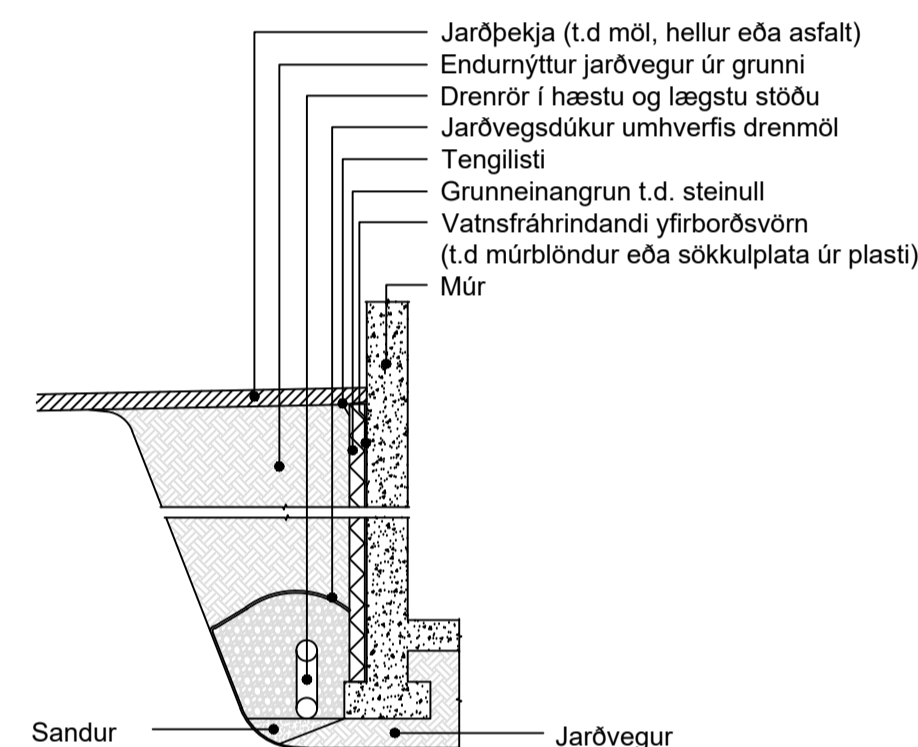 Jarðþekja (t.d möl, hellur eða asfalt)
Endurnýttur jarðvegur úr grunni
Drenrör í hæstu og lægstu stöðu
Jarðvegsdúkur umhverfis drenmöl
Tengilisti
Grunneinangrun t.d. steinull
Vatnsfráhrindandi yfirborðsvörn
(t.d múrblöndur eða sökkulplata úr plasti)
Múr
Sandur
Jarðvegur